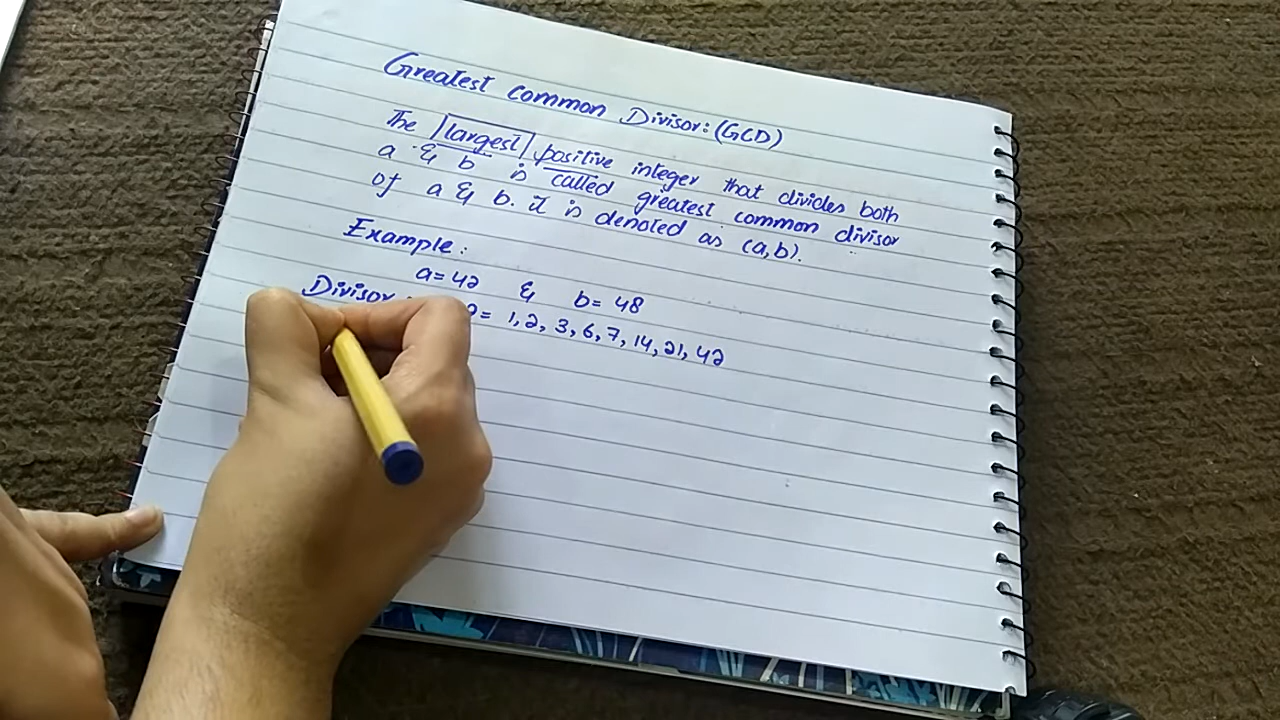 Greatest Common Divisor: (GCD)
The largest positive integer that divides both
a & b is called greatest common divisor
of a & b. it is denoted as (a,b).
Example:
a = 42 & b = 48
Divisor = 1, 2, 3, 6, 7, 14, 21, 42